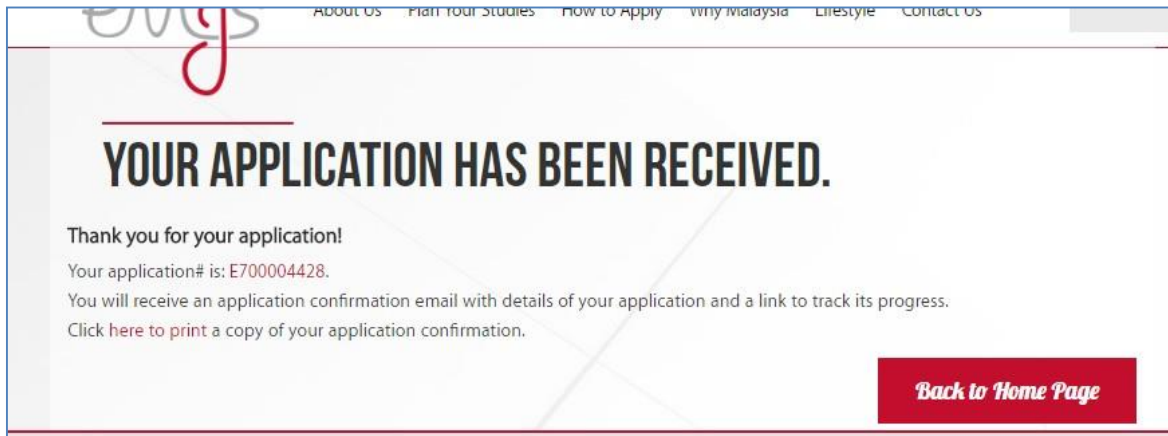 emgs
About Us Plan Your Studies How to Apply Why Malaysia Lifestyle Contact Us
YOUR APPLICATION HAS BEEN RECEIVED.
Thank you for your application!
Your application# is: E700004428.
You will receive an application confirmation email with details of your application and a link to track its progress.
Click here to print a copy of your application confirmation.
Back to Home Page